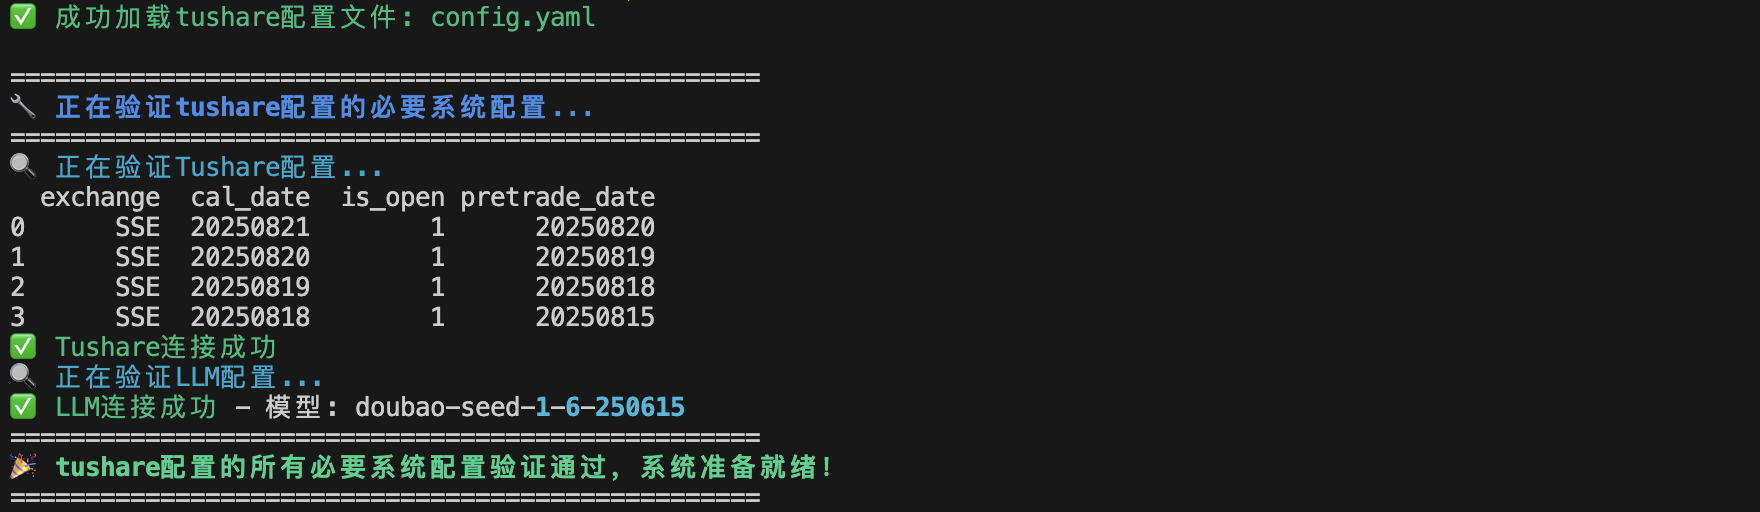 ✅ 成功加载tushare配置文件: config.yaml
==================================================
🔧 正在验证tushare配置的必要系统配置...
==================================================
🔍 正在验证Tushare配置...
  exchange  cal_date  is_open pretrade_date
0      SSE  20250821        1      20250820
1      SSE  20250820        1      20250819
2      SSE  20250819        1      20250818
3      SSE  20250818        1      20250815
✅ Tushare连接成功
🔍 正在验证LLM配置...
✅ LLM连接成功 - 模型: doubao-seed-1-6-250615
==================================================
🎉 tushare配置的所有必要系统配置验证通过，系统准备就绪！
==================================================